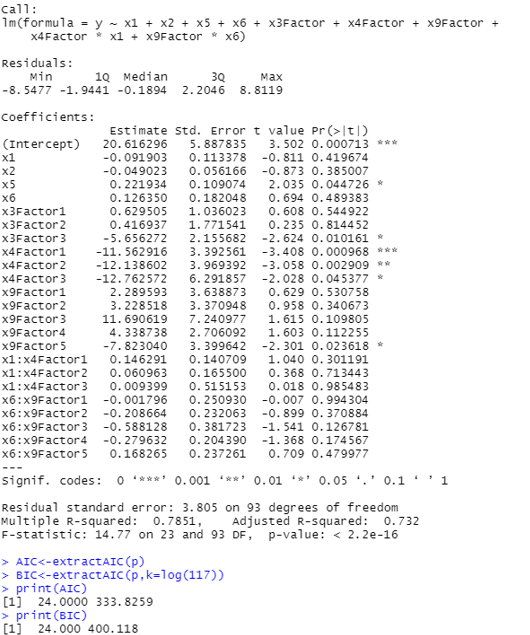 Call:
lm(formula = y ~ x1 + x2 + x5 + x6 + x3Factor + x4Factor + x9Factor +
    x4Factor * x1 + x9Factor * x6)
Residuals:
    Min      1Q  Median      3Q     Max
-8.5477 -1.9441 -0.1894  2.2046  8.8119
Coefficients:
              Estimate Std. Error t value Pr(>|t|)
(Intercept)  20.616296   5.887835   3.502 0.000713 ***
x1           -0.091903   0.113378  -0.811 0.419674
x2           -0.049023   0.056166  -0.873 0.385007
x5            0.221934   0.109074   2.035 0.044726 *
x6            0.126350   0.182048   0.694 0.489383
x3Factor1     0.629505   1.036023   0.608 0.544922
x3Factor2     0.416937   1.771541   0.235 0.814452
x3Factor3    -5.656272   2.155682  -2.624 0.010161 *
x4Factor1   -11.562916   3.392561  -3.408 0.000968 ***
x4Factor2   -12.138602   3.969392  -3.058 0.002909 **
x4Factor3   -12.762572   6.291857  -2.028 0.045377 *
x9Factor1     2.289593   3.638873   0.629 0.530758
x9Factor2     3.228518   3.370948   0.958 0.340673
x9Factor3    11.690619   7.240977   1.615 0.109805
x9Factor4     4.338738   2.706092   1.603 0.112255
x9Factor5    -7.823040   3.399642  -2.301 0.023618 *
x1:x4Factor1  0.146291   0.140709   1.040 0.301191
x1:x4Factor2  0.060963   0.165500   0.368 0.713443
x1:x4Factor3  0.009399   0.515153   0.018 0.985483
x6:x9Factor1 -0.001796   0.250930  -0.007 0.994304
x6:x9Factor2 -0.208664   0.232063  -0.899 0.370884
x6:x9Factor3 -0.588128   0.381723  -1.541 0.126781
x6:x9Factor4 -0.279632   0.204390  -1.368 0.174567
x6:x9Factor5  0.168265   0.237261   0.709 0.479977
---
Signif. codes:  0 ‘***’ 0.001 ‘**’ 0.01 ‘*’ 0.05 ‘.’ 0.1 ‘ ’ 1
Residual standard error: 3.805 on 93 degrees of freedom
Multiple R-squared:  0.7851,    Adjusted R-squared:  0.732
F-statistic: 14.77 on 23 and 93 DF,  p-value: < 2.2e-16
> AIC<-extractAIC(p)
> BIC<-extractAIC(p,k=log(117))
> print(AIC)
[1]  24.0000 333.8259
> print(BIC)
[1]  24.000 400.118